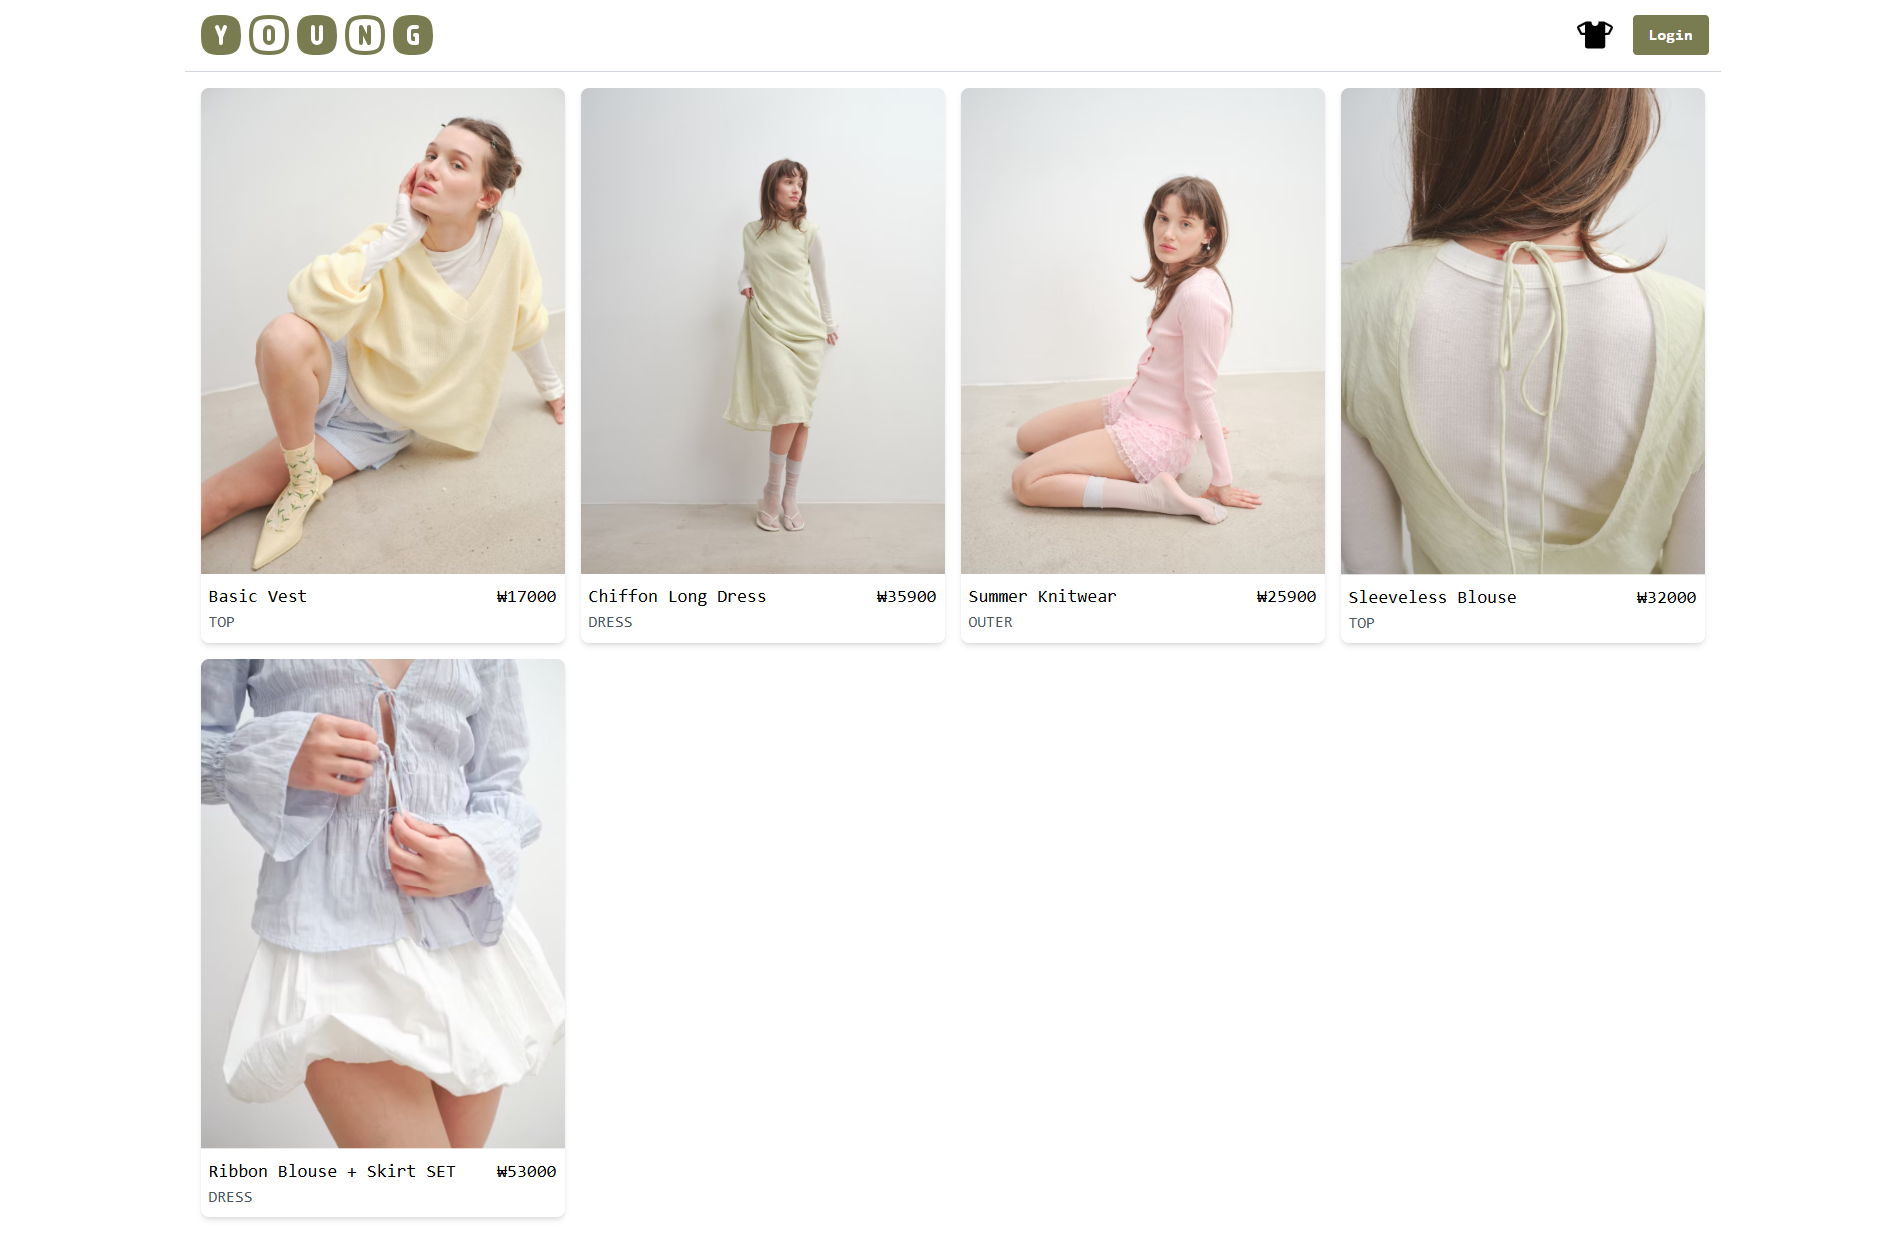 YOUNG
Login
Basic Vest ₩17000
TOP
Chiffon Long Dress ₩35900
DRESS
Summer Knitwear ₩25900
OUTER
Sleeveless Blouse ₩32000
TOP
Ribbon Blouse + Skirt SET ₩53000
DRESS